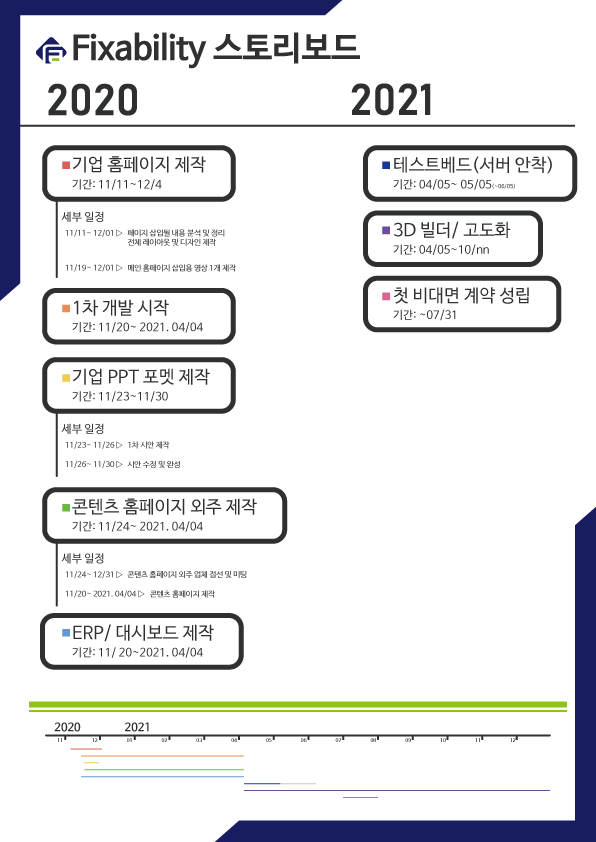 Fixability 스토리보드
2020
기업 홈페이지 제작
기간: 11/11~12/4
세부 일정
11/11~ 12/01 ▷ 페이지 삽입될 내용 분석 및 정리
전체 레이아웃 및 디자인 제작
11/19~ 12/01 ▷ 메인 홈페이지 삽입용 영상 1개 제작
1차 개발 시작
기간: 11/20~ 2021. 04/04
기업 PPT 포멧 제작
기간: 11/23~11/30
세부 일정
11/23~ 11/26 ▷ 1차 시안 제작
11/26~ 11/30 ▷ 시안 수정 및 완성
콘텐츠 홈페이지 외주 제작
기간: 11/24~ 2021. 04/04
세부 일정
11/24~ 12/31 ▷ 콘텐츠 홈페이지 외주 업체 접선 및 미팅
11/20~ 2021. 04/04 ▷ 콘텐츠 홈페이지 제작
ERP/ 대시보드 제작
기간: 11/ 20~2021. 04/04
2021
테스트베드(서버 안착)
기간: 04/05~ 05/05(~06/05)
3D 빌더/ 고도화
기간: 04/05~10/nn
첫 비대면 계약 성립
기간: ~07/31
2020 2021
11 12 01 02 03 04 05 06 07 08 09 10 11 12